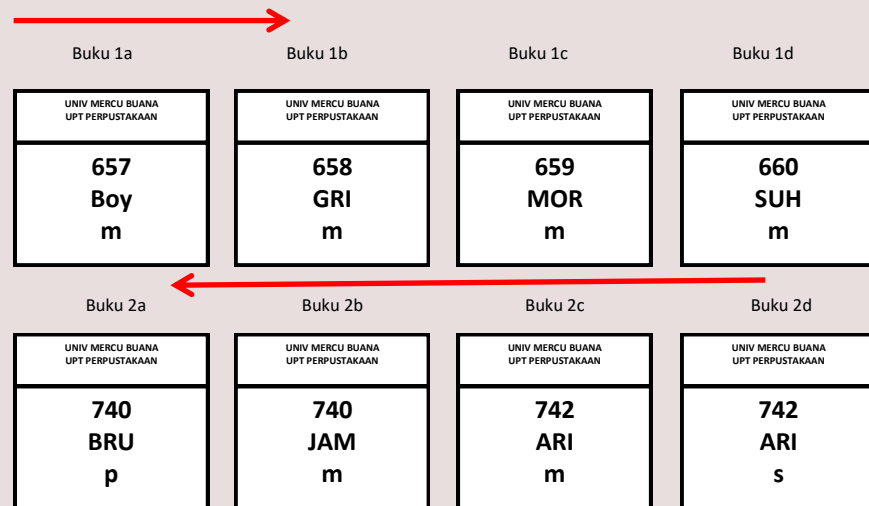 Buku 1a
Buku 1b
Buku 1c
Buku 1d
UNIV MERCU BUANA
UPT PERPUSTAKAAN
657
Boy
m
UNIV MERCU BUANA
UPT PERPUSTAKAAN
658
GRI
m
UNIV MERCU BUANA
UPT PERPUSTAKAAN
659
MOR
m
UNIV MERCU BUANA
UPT PERPUSTAKAAN
660
SUH
m
Buku 2a
Buku 2b
Buku 2c
Buku 2d
UNIV MERCU BUANA
UPT PERPUSTAKAAN
740
BRU
p
UNIV MERCU BUANA
UPT PERPUSTAKAAN
740
JAM
m
UNIV MERCU BUANA
UPT PERPUSTAKAAN
742
ARI
m
UNIV MERCU BUANA
UPT PERPUSTAKAAN
742
ARI
s